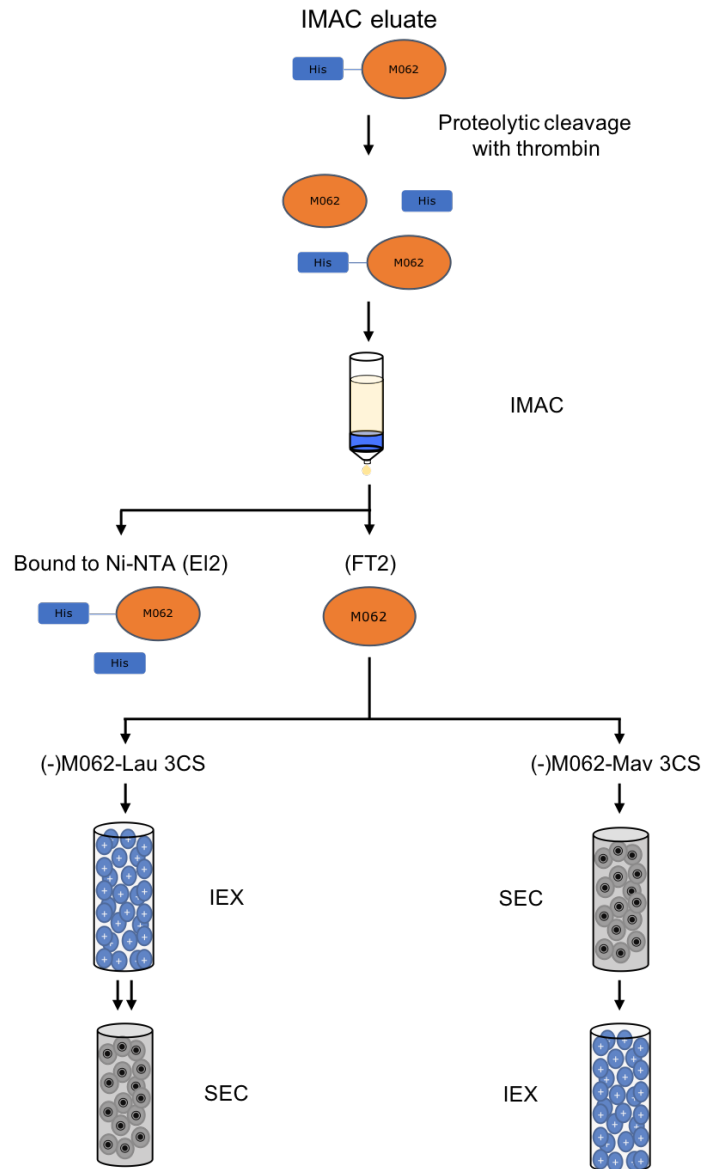 IMAC eluate
His
M062
Proteolytic cleavage
with thrombin
M062
His
His
M062
IMAC
Bound to Ni-NTA (El2)
(FT2)
His
M062
M062
His
(-)M062-Lau 3CS
(-)M062-Mav 3CS
IEX
SEC
SEC
IEX